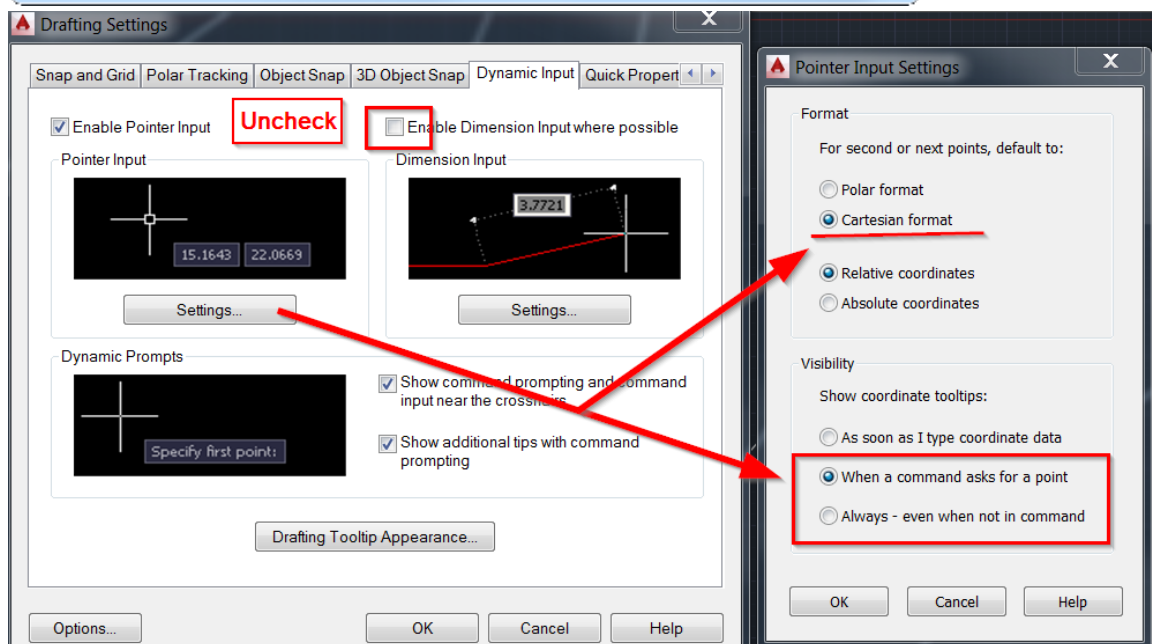 Drafting Settings
X
Snap and Grid
Polar Tracking
Object Snap
3D Object Snap
Dynamic Input
Quick Propert
Enable Pointer Input
Uncheck
Enable Dimension Input where possible
Pointer Input
15.1643
22.0669
Settings...
Dimension Input
3.7721
Settings...
Dynamic Prompts
Specify first point:
Show command prompting and command
input near the crosshairs
Show additional tips with command
prompting
Drafting Tooltip Appearance...
Options...
OK
Cancel
Help
Pointer Input Settings
X
Format
For second or next points, default to:
Polar format
Cartesian format
Relative coordinates
Absolute coordinates
Visibility
Show coordinate tooltips:
As soon as I type coordinate data
When a command asks for a point
Always - even when not in command
OK
Cancel
Help